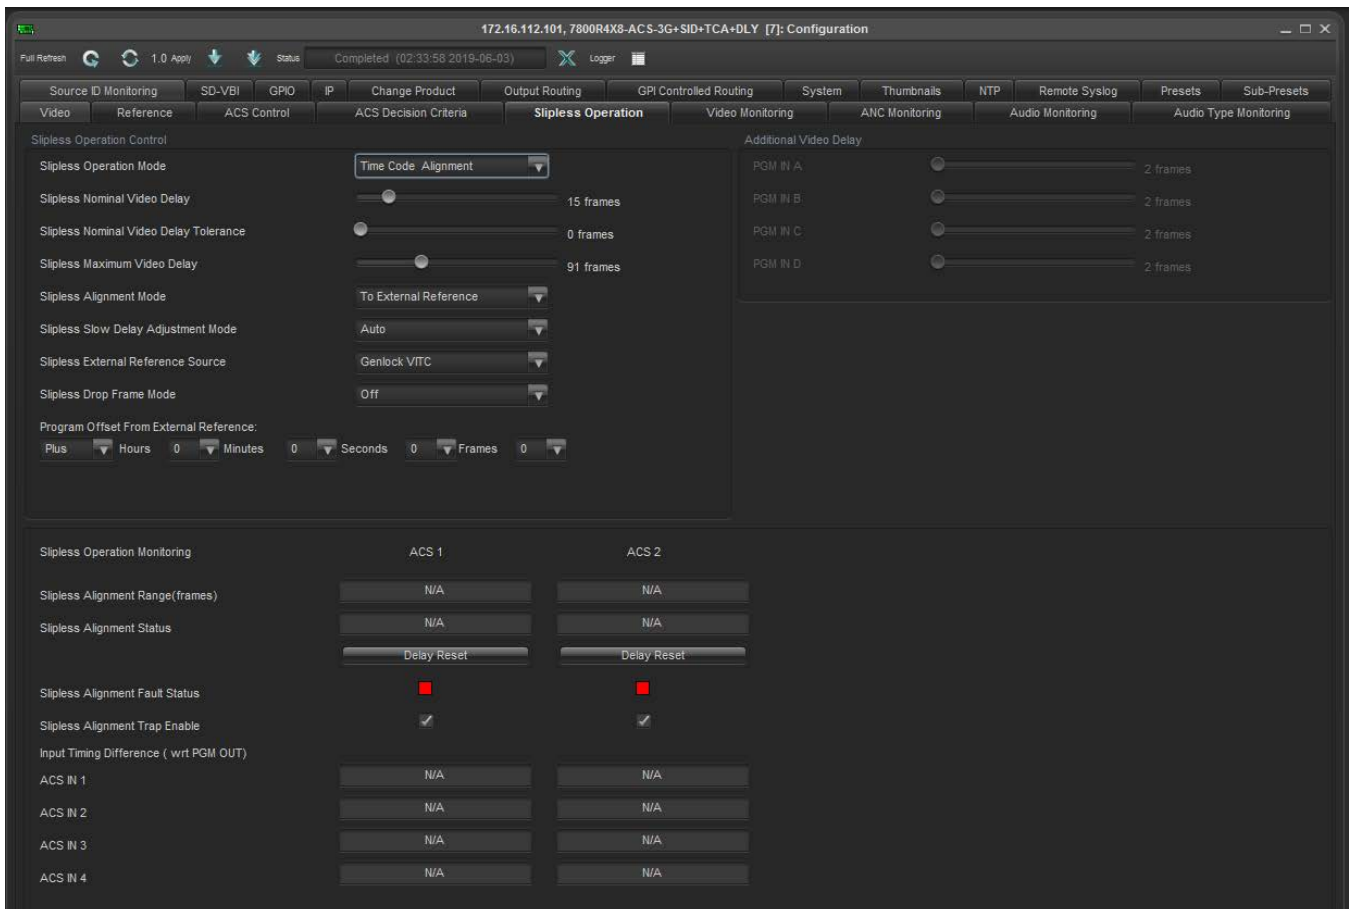 172.16.112.101, 7800R4X8-ACS-3G+SID+TCA+DLY [7]: Configuration
Full Refresh 1.0 Apply Status Completed (02:33:58 2019-06-03) Logger
Source ID Monitoring SD-VBI GPIO IP Change Product Output Routing GPI Controlled Routing System Thumbnails NTP Remote Syslog Presets Sub-Presets
Video Reference ACS Control ACS Decision Criteria Slipless Operation Video Monitoring ANC Monitoring Audio Monitoring Audio Type Monitoring
Slipless Operation Control Additional Video Delay
Slipless Operation Mode Time Code Alignment PGM IN A 2 frames
Slipless Nominal Video Delay 15 frames PGM IN B 2 frames
Slipless Nominal Video Delay Tolerance 0 frames PGM IN C 2 frames
Slipless Maximum Video Delay 91 frames PGM IN D 2 frames
Slipless Alignment Mode To External Reference
Slipless Slow Delay Adjustment Mode Auto
Slipless External Reference Source Genlock VITC
Slipless Drop Frame Mode Off
Program Offset From External Reference:
Plus Hours 0 Minutes 0 Seconds 0 Frames 0
Slipless Operation Monitoring ACS 1 ACS 2
Slipless Alignment Range(frames) N/A N/A
Slipless Alignment Status N/A N/A
Delay Reset Delay Reset
Slipless Alignment Fault Status
Slipless Alignment Trap Enable
Input Timing Difference ( wrt PGM OUT)
ACS IN 1 N/A N/A
ACS IN 2 N/A N/A
ACS IN 3 N/A N/A
ACS IN 4 N/A N/A